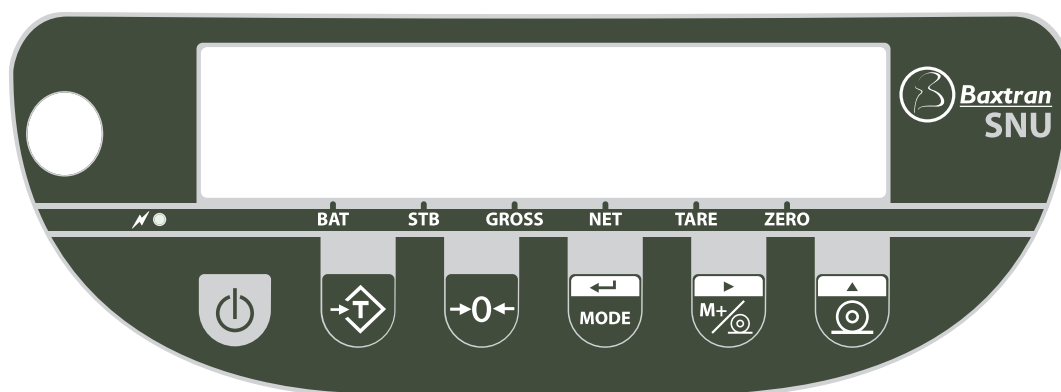 Baxtran
SNU
BAT STB GROSS NET TARE ZERO
T 0 MODE M+/